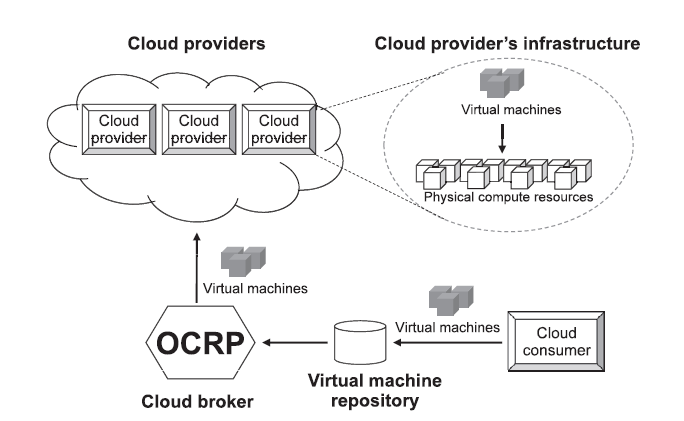 Cloud providers
Cloud provider's infrastructure
Cloud
provider
Cloud
provider
Cloud
provider
Virtual machines
Physical compute resources
Virtual machines
Virtual machines
OCRP
Cloud
consumer
Virtual machine
repository
Cloud broker